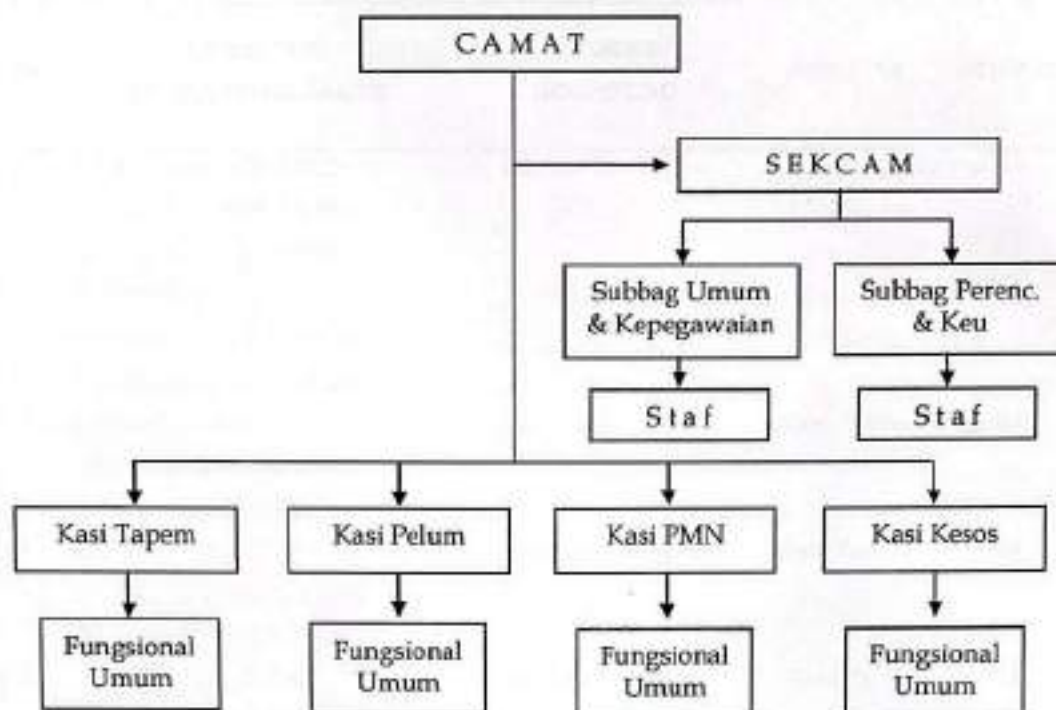 CAMAT
SEKCAM
Subbag Umum
& Kepegawaian
Subbag Perenc.
& Keu
Staf
Staf
Kasi Tapem
Kasi Pelum
Kasi PMN
Kasi Kesos
Fungsional
Umum
Fungsional
Umum
Fungsional
Umum
Fungsional
Umum